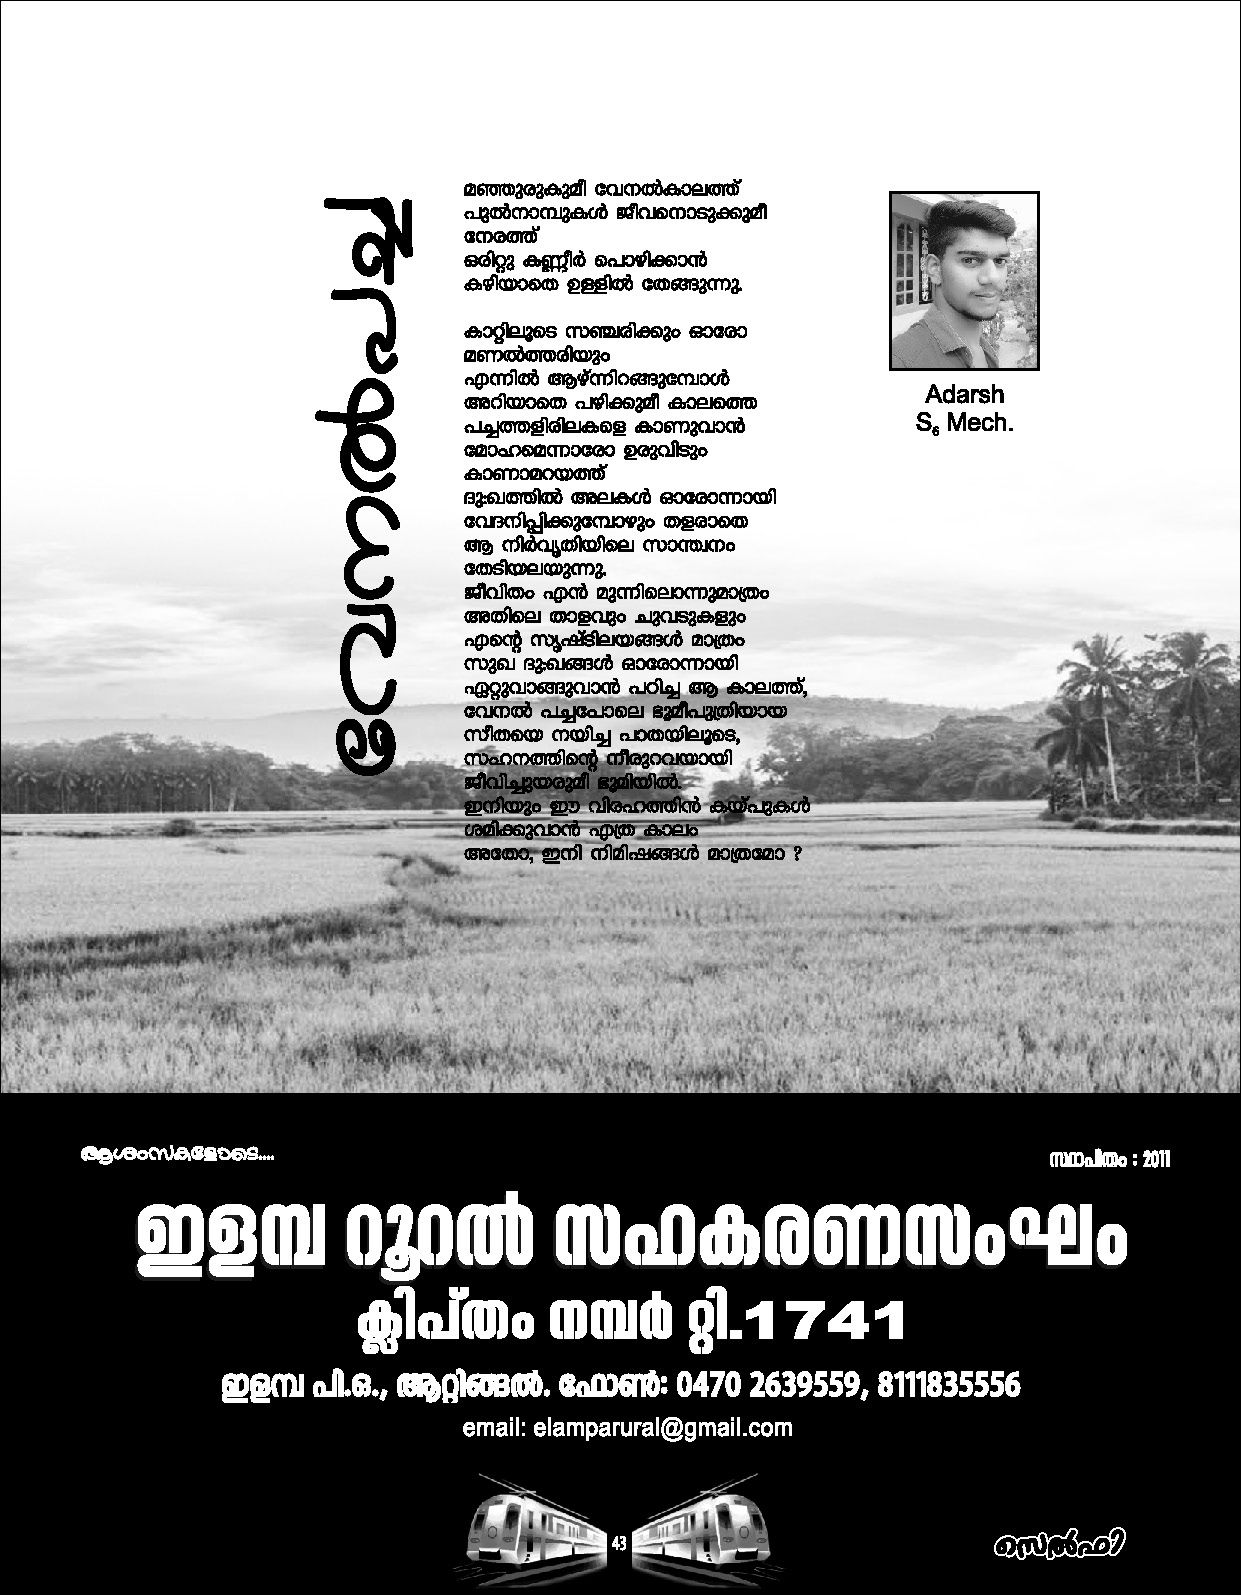 വേനൽപച്ച
മഞ്ഞുരുകുമീ വേനൽകാലത്ത്
പുൽനാമ്പുകൾ ജീവനൊടുക്കുമീ
നേരത്ത്
ഒരിറ്റു കണ്ണീർ പൊഴിക്കാൻ
കഴിയാതെ ഉള്ളിൽ തേങ്ങുന്നു.
കാറ്റിലൂടെ സഞ്ചരിക്കും ഓരോ
മണൽത്തരിയും
എന്നിൽ ആഴ്ന്നിറങ്ങുമ്പോൾ
അറിയാതെ പഴിക്കുമീ കാലത്തെ
പച്ചത്തളിരിലകളെ കാണുവാൻ
മോഹമെന്നാരോ ഉരുവിടും
കാണാമറയത്ത്
ദുഃഖത്തിൽ അലകൾ ഓരോന്നായി
വേദനിപ്പിക്കുമ്പോഴും തളരാതെ
ആ നിർവൃതിയിലെ സാന്ത്വനം
തേടിയലയുന്നു.
ജീവിതം എൻ മുന്നിലൊന്നുമാത്രം
അതിലെ താളവും ചുവടുകളും
എന്റെ സൃഷ്ടിലയങ്ങൾ മാത്രം
സുഖ ദുഃഖങ്ങൾ ഓരോന്നായി
ഏറ്റുവാങ്ങുവാൻ പഠിച്ച ആ കാലത്ത്,
വേനൽ പച്ചപോലെ ഭൂമീപുത്രിയായ
സീതയെ നയിച്ച പാതയിലൂടെ,
സഹനത്തിന്റെ നീരുറവയായി
ജീവിച്ചുയരുമീ ഭൂമിയിൽ.
ഇനിയും ഈ വിരഹത്തിൻ കയ്പുകൾ
ശമിക്കുവാൻ എത്ര കാലം
അതോ, ഇനി നിമിഷങ്ങൾ മാത്രമോ ?
Adarsh
S6 Mech.
ആശംസകളോടെ....
സ്ഥാപിതം : 2011
ഇളമ്പ റൂറൽ സഹകരണസംഘം
ക്ലിപ്തം നമ്പർ റ്റി.1741
ഇളമ്പ പി.ഒ., ആറ്റിങ്ങൽ. ഫോൺ: 0470 2639559, 8111835556
email: elamparural@gmail.com
43
സെൽഫി